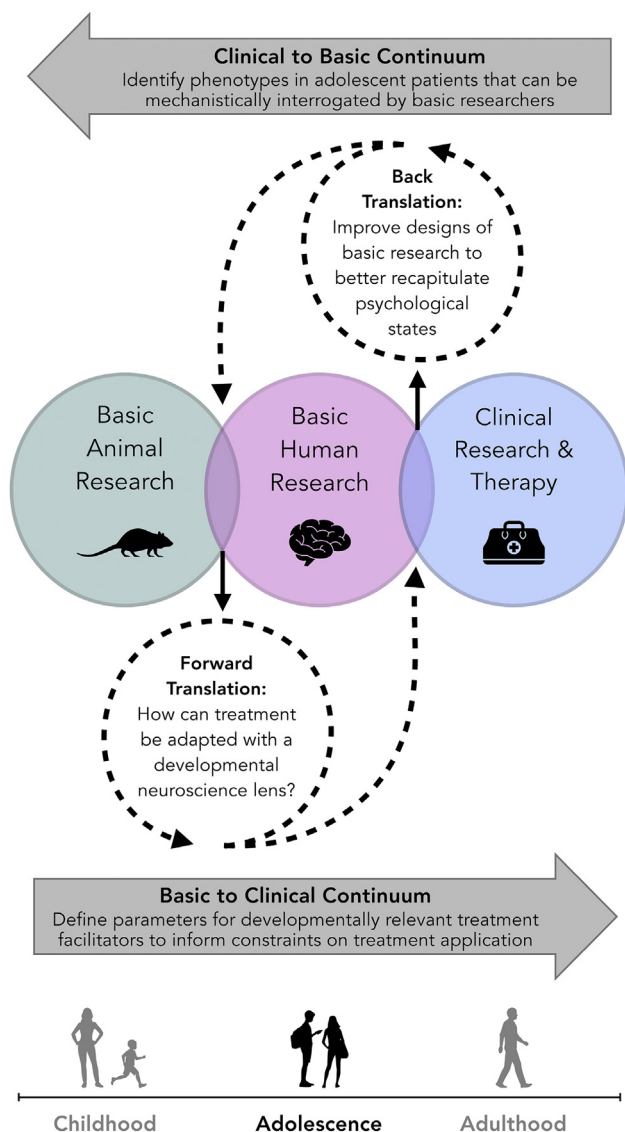 Clinical to Basic Continuum
Identify phenotypes in adolescent patients that can be
mechanistically interrogated by basic researchers
Back
Translation:
Improve designs of
basic research to
better recapitulate
psychological
states
Basic
Animal
Research
Basic
Human
Research
Clinical
Research &
Therapy
Forward
Translation:
How can treatment
be adapted with a
developmental
neuroscience lens?
Basic to Clinical Continuum
Define parameters for developmentally relevant treatment
facilitators to inform constraints on treatment application
Childhood
Adolescence
Adulthood